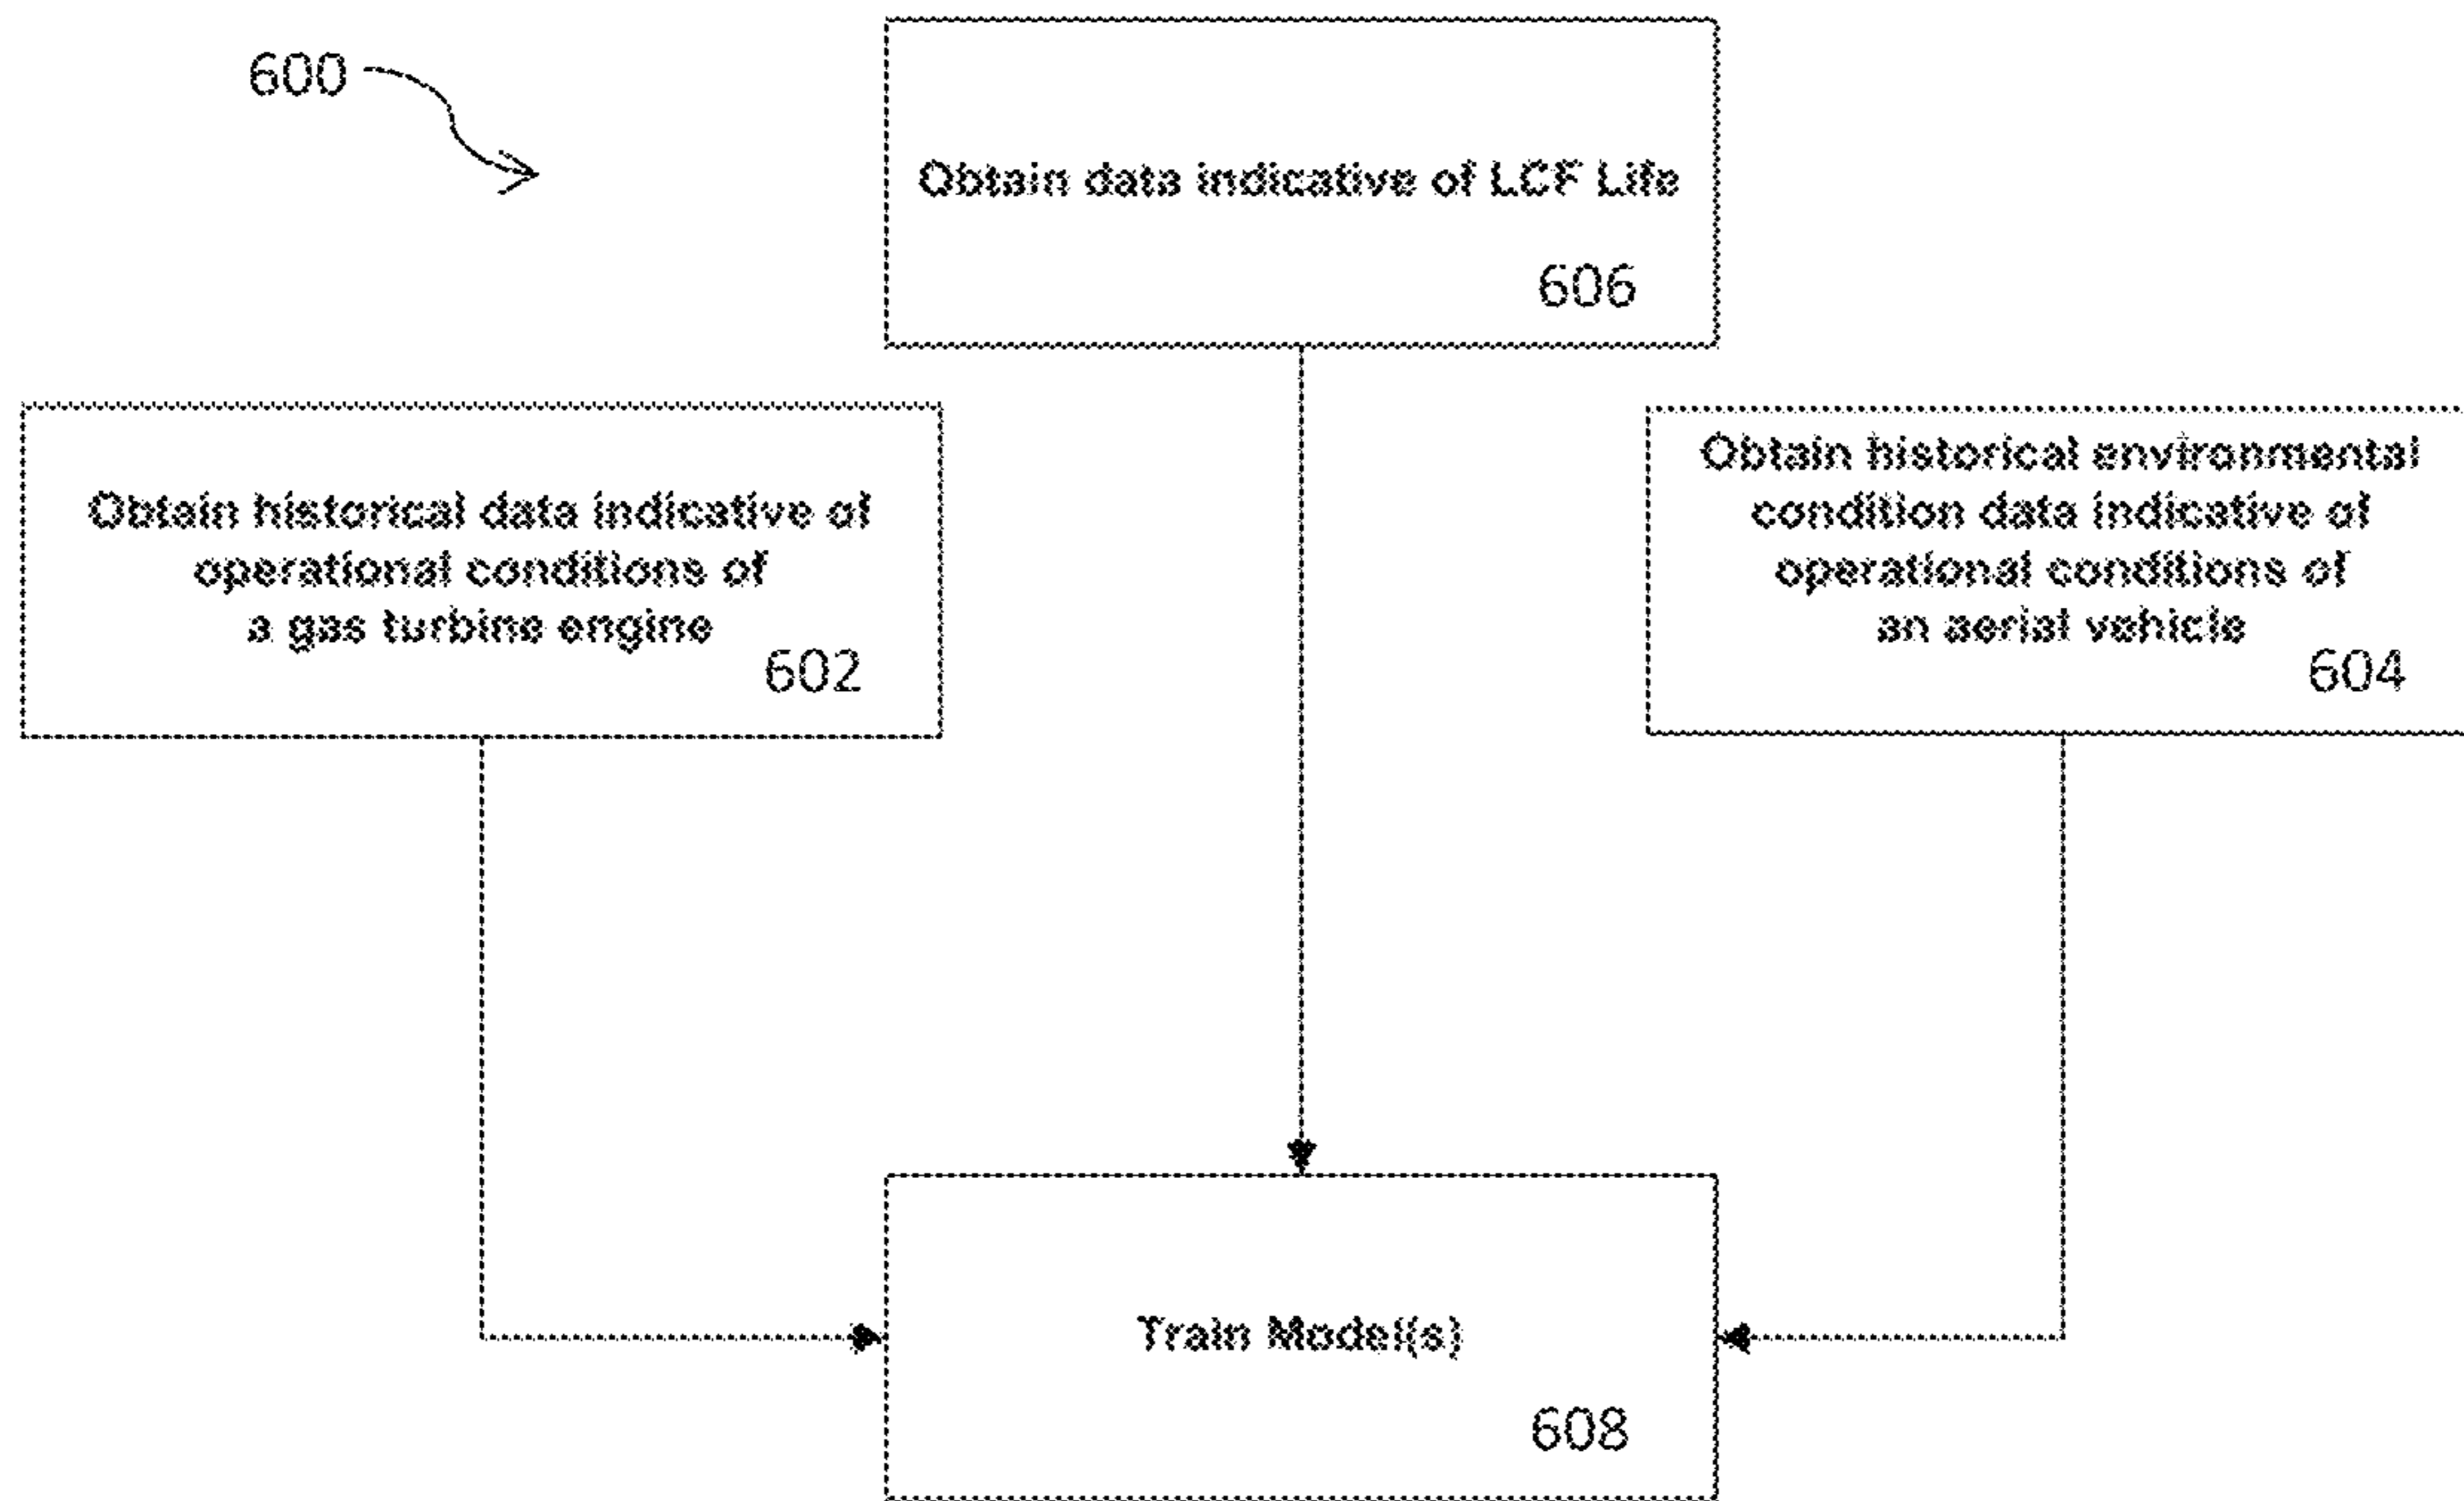 600
Obtain data indicative of LCF Life
606
Obtain historical data indicative of
operational conditions of
a gas turbine engine
602
Obtain historical environmental
condition data indicative of
operational conditions of
an aerial vehicle
604
Train Model(s)
608